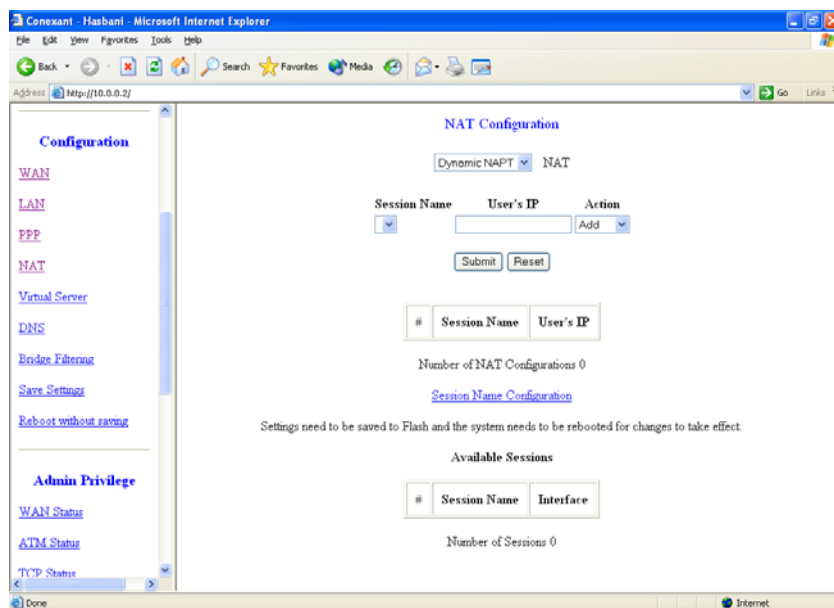 Conexant - Hasbani - Microsoft Internet Explorer
File Edit View Favorites Tools Help
Back Search Favorites Media
Address http://10.0.0.2/ Go Links
Configuration
WAN
LAN
PPP
NAT
Virtual Server
DNS
Bridge Filtering
Save Settings
Reboot without saving
Admin Privilege
WAN Status
ATM Status
TCP Status
NAT Configuration
Dynamic NAPT NAT
Session Name User's IP Action
Add
Submit Reset
# Session Name User's IP
Number of NAT Configurations 0
Session Name Configuration
Settings need to be saved to Flash and the system needs to be rebooted for changes to take effect.
Available Sessions
# Session Name Interface
Number of Sessions 0
Done Internet